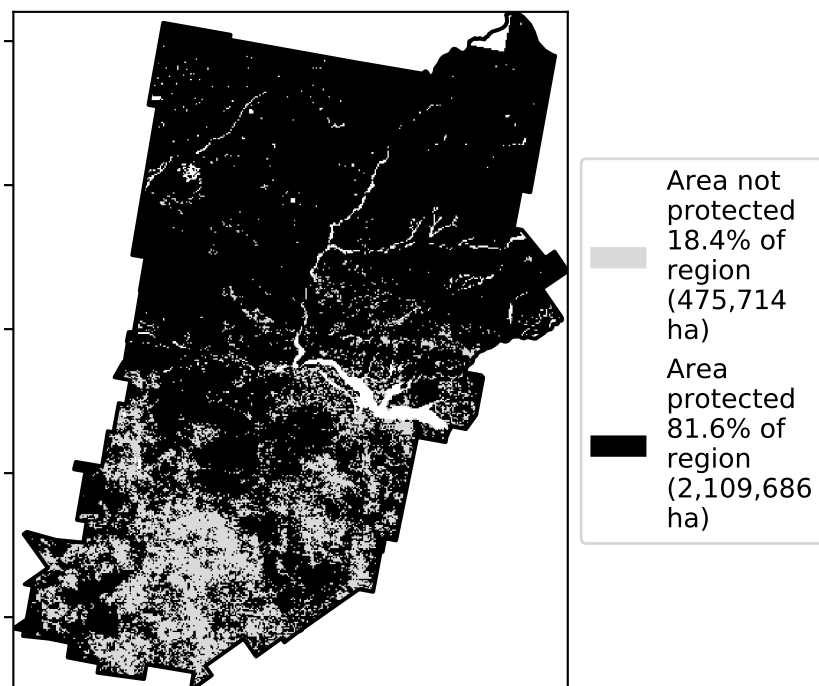 Area not
protected
18.4% of
region
(475,714
ha)
Area
protected
81.6% of
region
(2,109,686
ha)